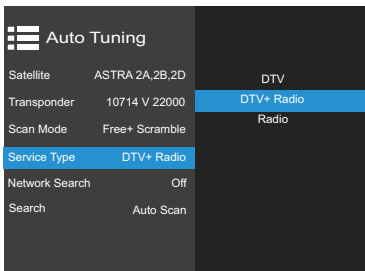 Auto Tuning
Satellite ASTRA 2A,2B,2D
Transponder 10714 V 22000
Scan Mode Free+ Scramble
Service Type DTV+ Radio
Network Search Off
Search Auto Scan
DTV
DTV+ Radio
Radio